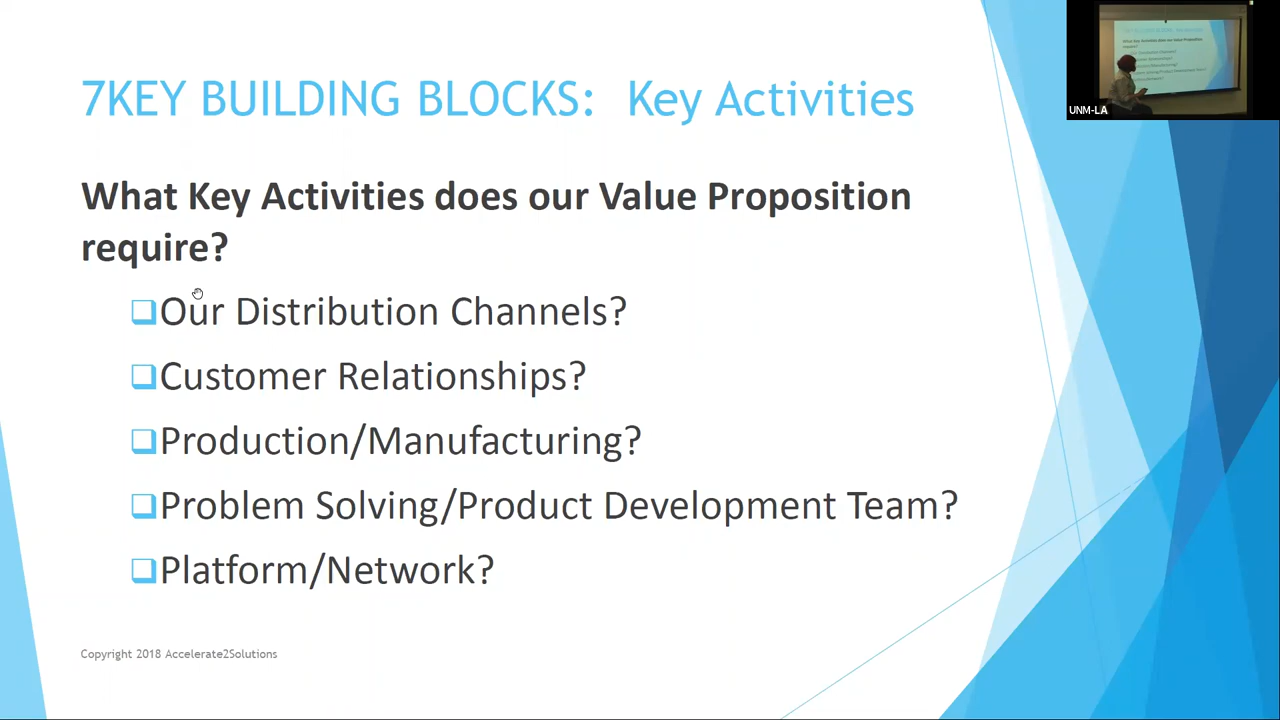 7KEY BUILDING BLOCKS: Key Activities
What Key Activities does our Value Proposition
require?
Our Distribution Channels?
Customer Relationships?
Production/Manufacturing?
Problem Solving/Product Development Team?
Platform/Network?
Copyright 2018 Accelerate2Solutions
UNM-LA